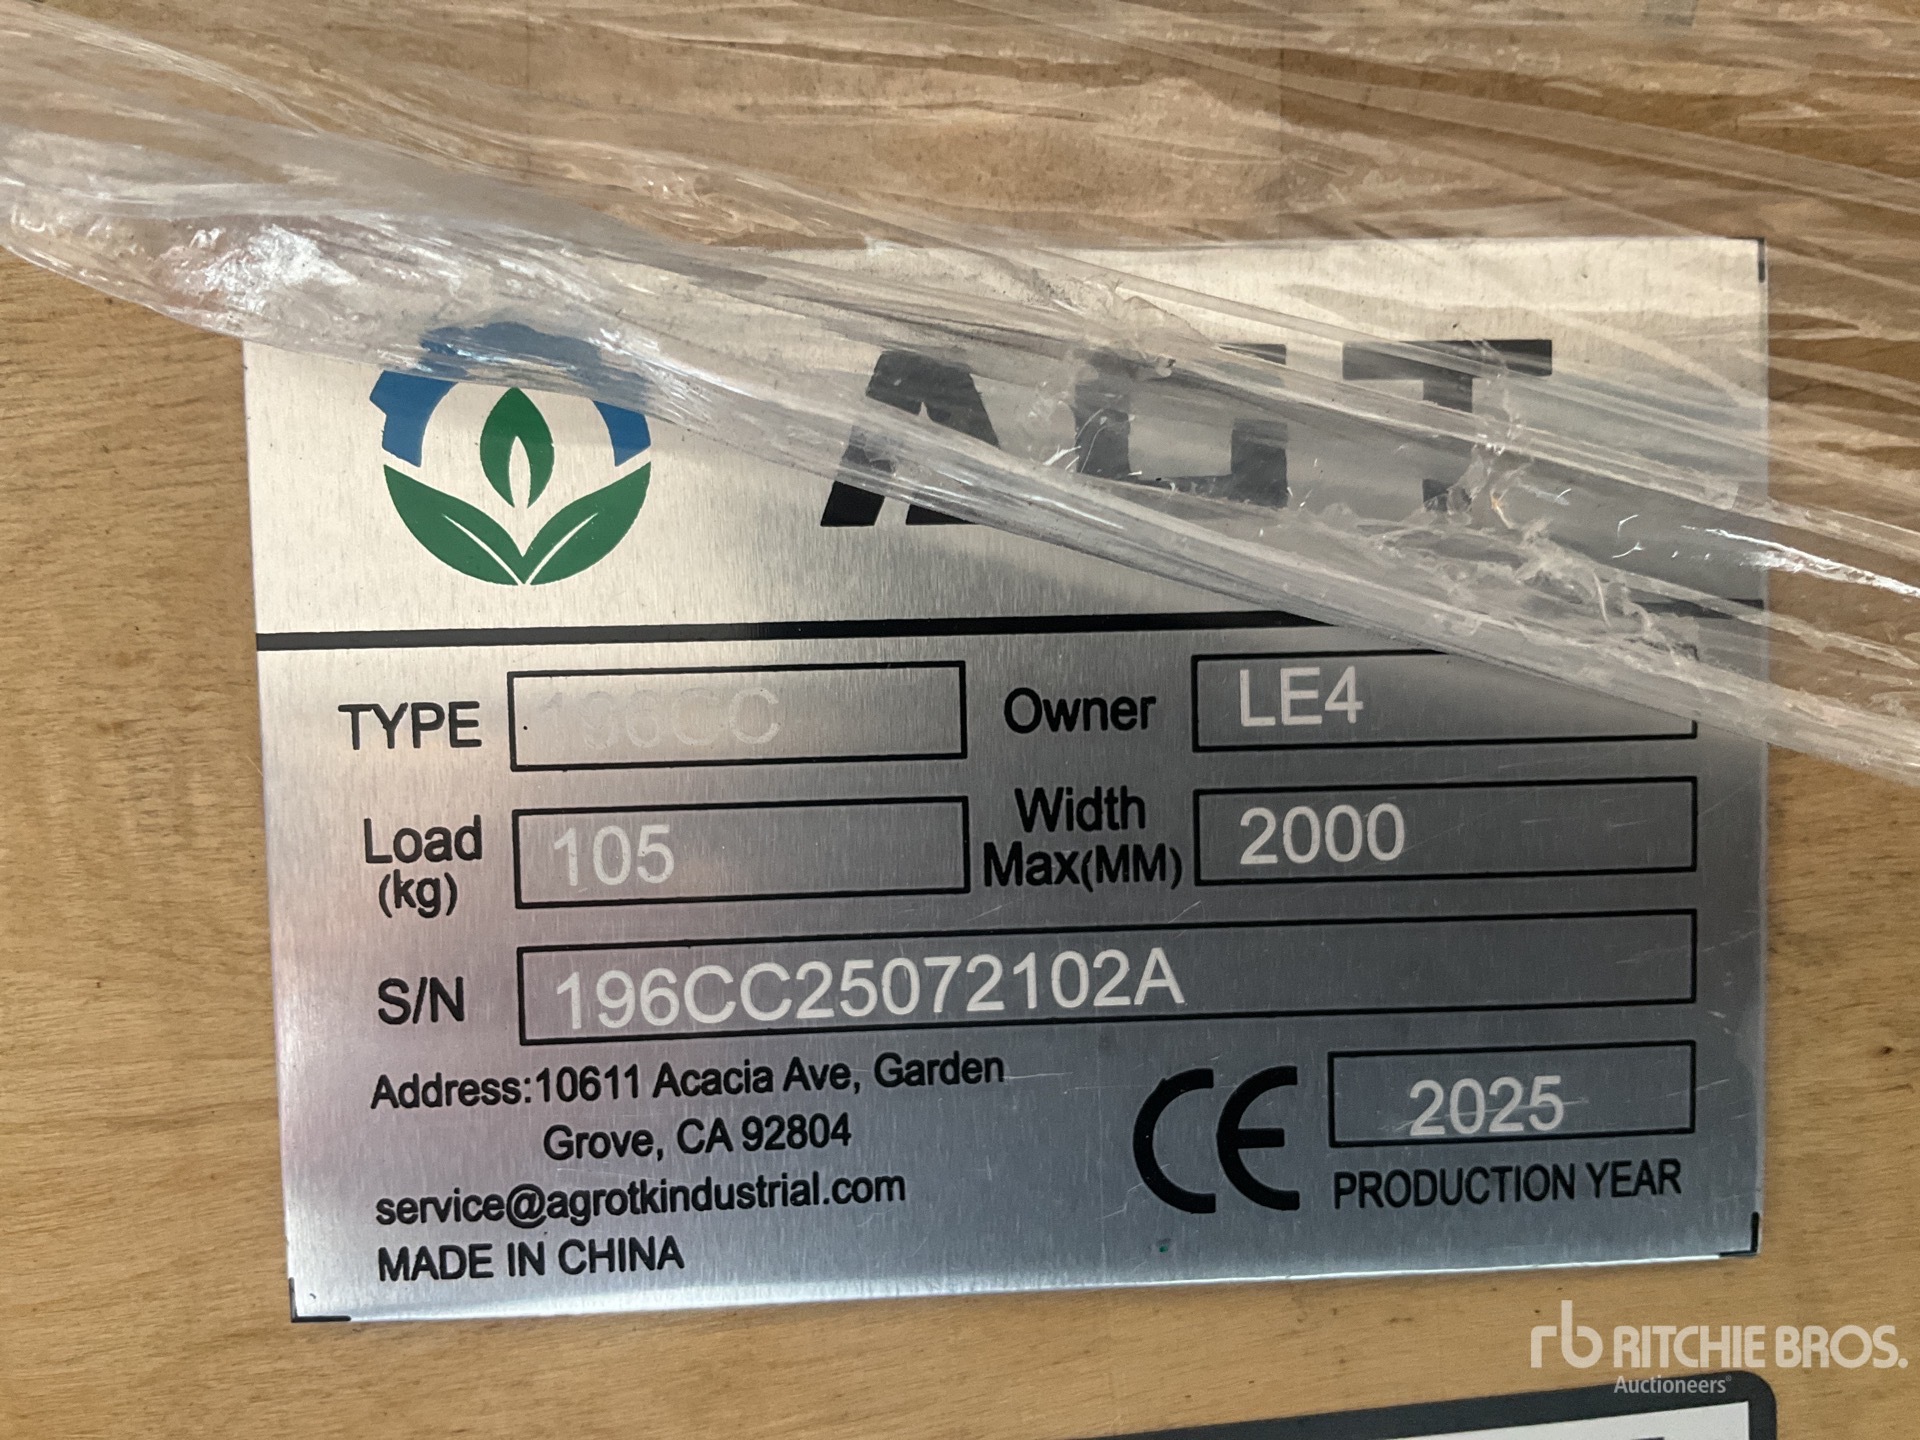 AGT
TYPE 196CC Owner LE4
Load (kg) 105 Width Max(MM) 2000
S/N 196CC25072102A
Address:10611 Acacia Ave, Garden
Grove, CA 92804
service@agrotkindustrial.com
MADE IN CHINA
CE 2025
PRODUCTION YEAR
rb RITCHIE BROS.
Auctioneers